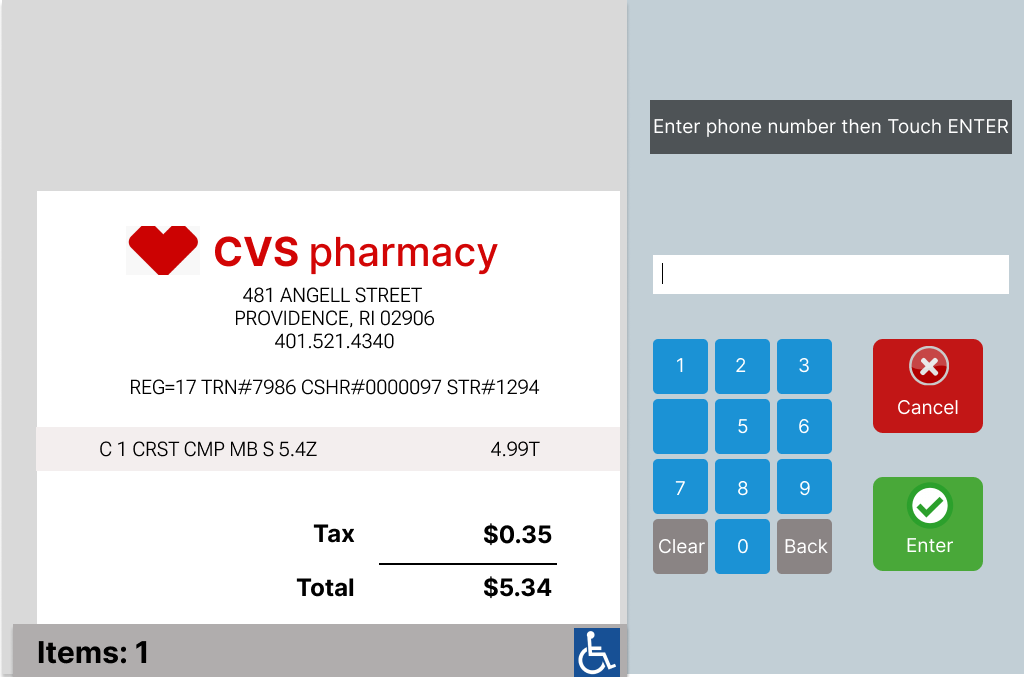 Enter phone number then Touch ENTER
CVS pharmacy
481 ANGELL STREET
PROVIDENCE, RI 02906
401.521.4340
REG=17 TRN#7986 CSHR#0000097 STR#1294
C 1 CRST CMP MB S 5.4Z 4.99T
Tax $0.35
Total $5.34
Items: 1
1 2 3
5 6
7 8 9
Clear 0 Back
Cancel
Enter